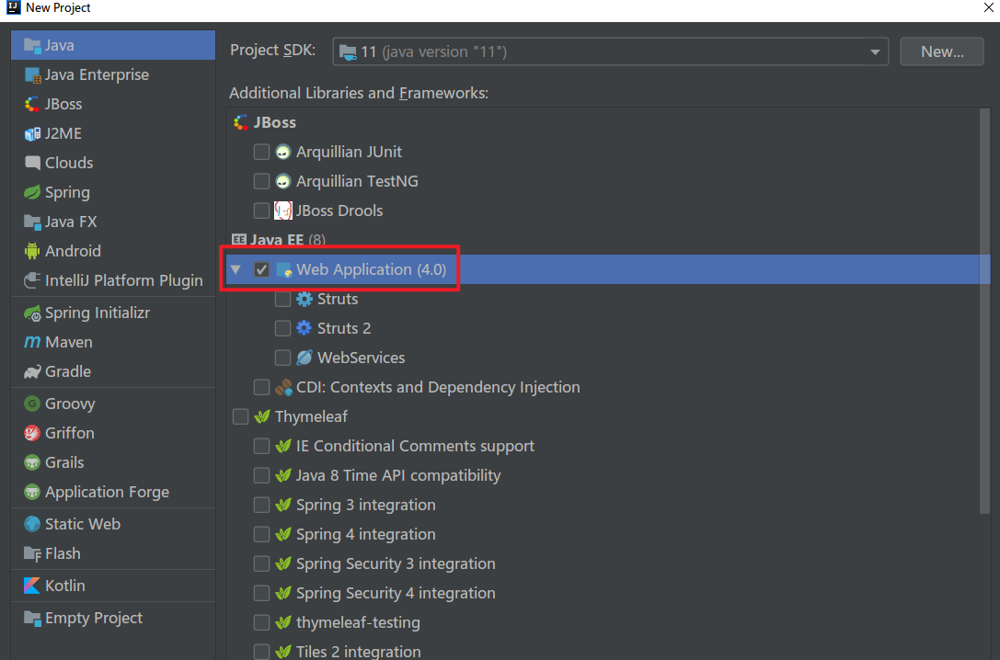 New Project
Java
Java Enterprise
JBoss
J2ME
Clouds
Spring
Java FX
Android
IntelliJ Platform Plugin
Spring Initializr
Maven
Gradle
Groovy
Griffon
Grails
Application Forge
Static Web
Flash
Kotlin
Empty Project
Project SDK: 11 (java version "11") New...
Additional Libraries and Frameworks:
JBoss
Arquillian JUnit
Arquillian TestNG
JBoss Drools
Java EE (8)
Web Application (4.0)
Struts
Struts 2
WebServices
CDI: Contexts and Dependency Injection
Thymeleaf
IE Conditional Comments support
Java 8 Time API compatibility
Spring 3 integration
Spring 4 integration
Spring Security 3 integration
Spring Security 4 integration
thymeleaf-testing
Tiles 2 integration